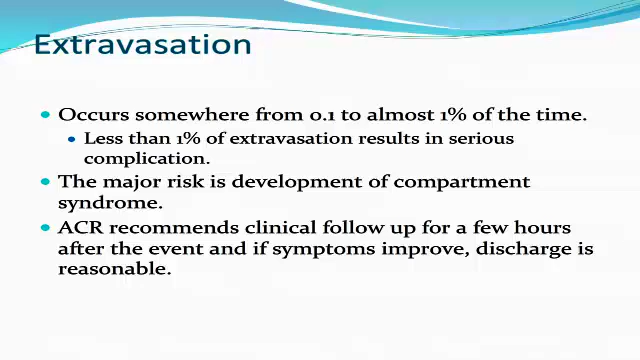 Extravasation
• Occurs somewhere from 0.1 to almost 1% of the time.
• Less than 1% of extravasation results in serious
complication.
• The major risk is development of compartment
syndrome.
• ACR recommends clinical follow up for a few hours
after the event and if symptoms improve, discharge is
reasonable.